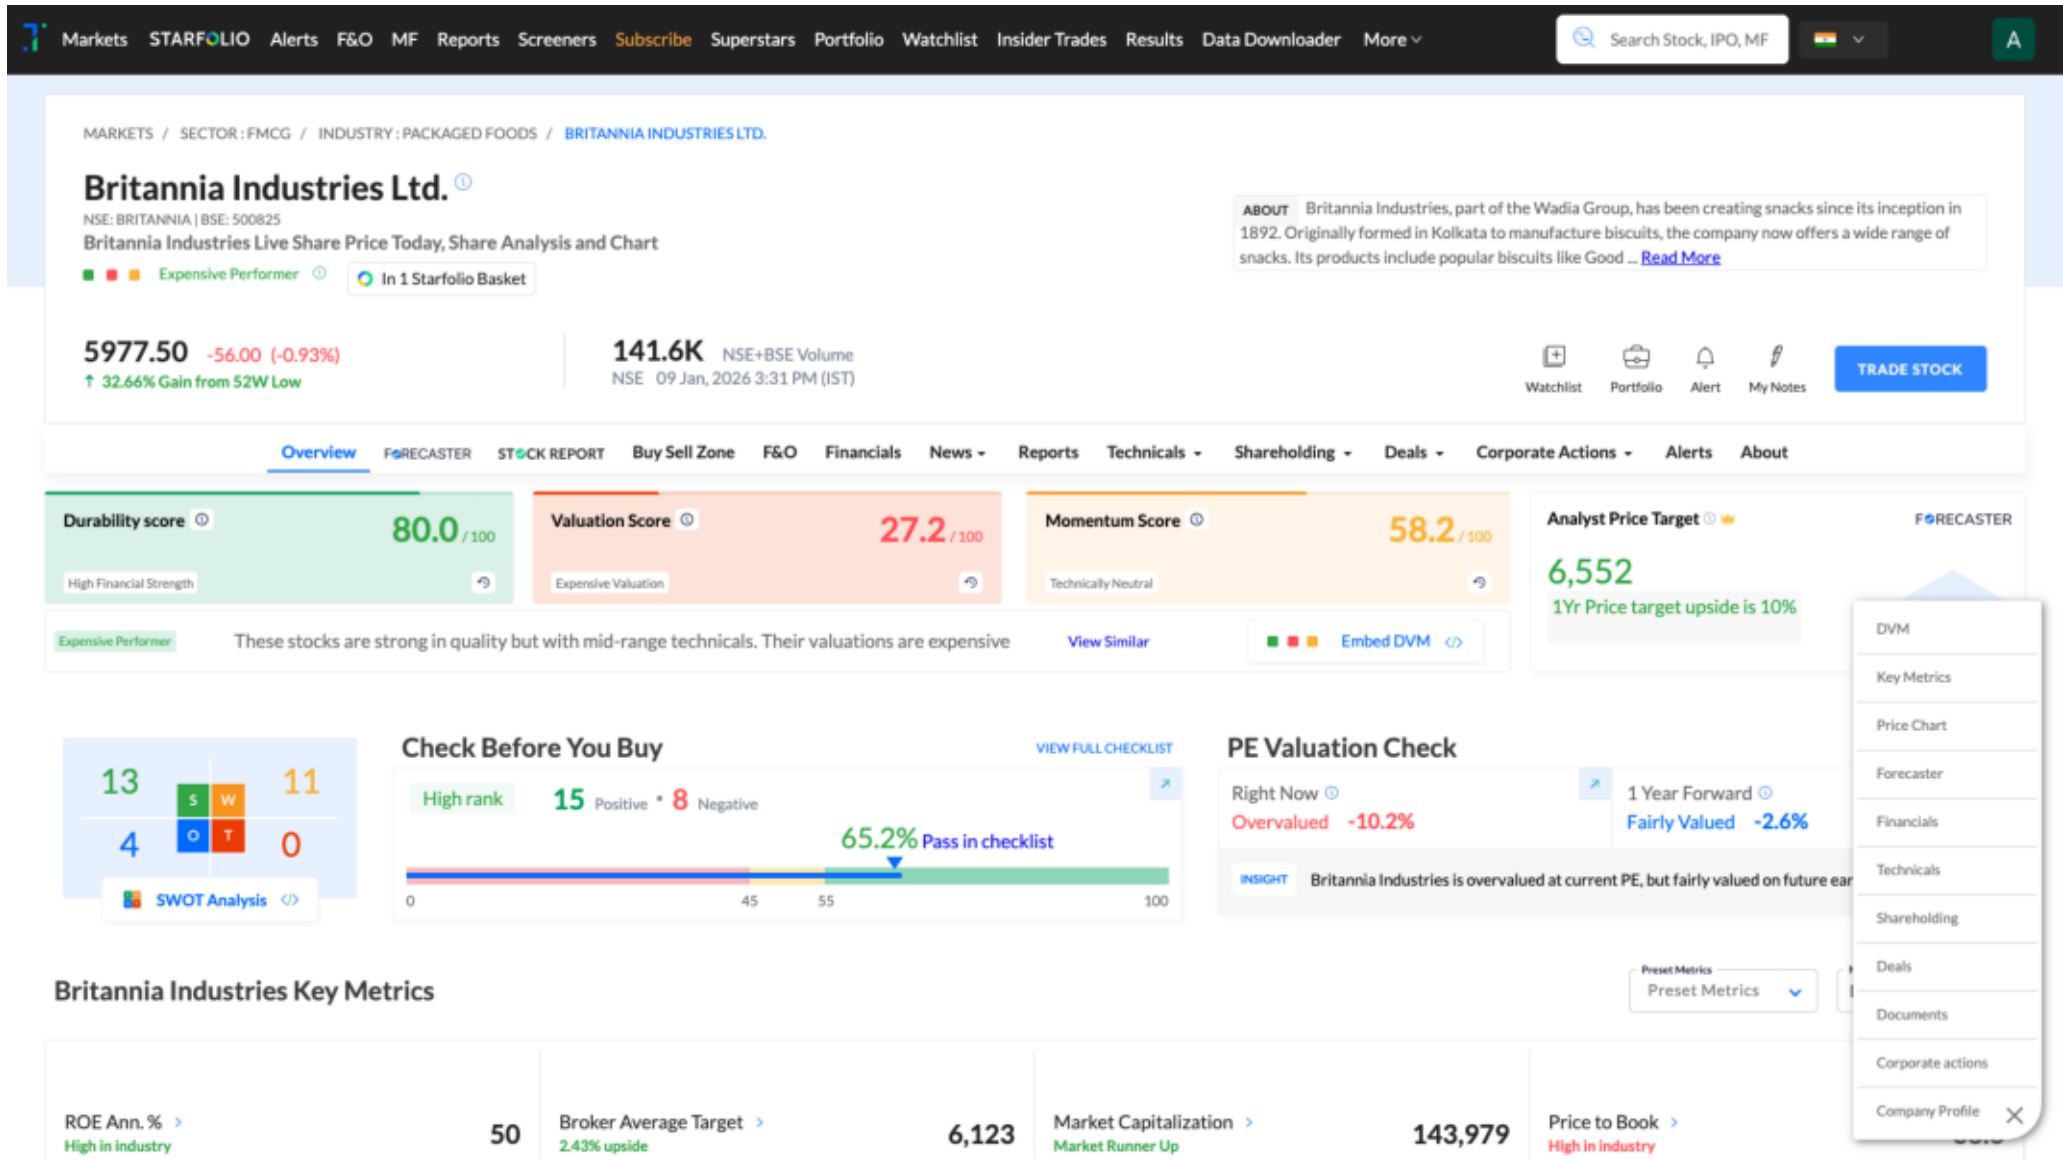 Markets STARFOLIO Alerts F&O MF Reports Screeners Subscribe Superstars Portfolio Watchlist Insider Trades Results Data Downloader More Search Stock, IPO, MF A
MARKETS / SECTOR : FMCG / INDUSTRY : PACKAGED FOODS / BRITANNIA INDUSTRIES LTD.
Britannia Industries Ltd.
NSE: BRITANNIA | BSE: 500825
Britannia Industries Live Share Price Today, Share Analysis and Chart
Expensive Performer In 1 Starfolio Basket
ABOUT Britannia Industries, part of the Wadia Group, has been creating snacks since its inception in
1892. Originally formed in Kolkata to manufacture biscuits, the company now offers a wide range of
snacks. Its products include popular biscuits like Good ... Read More
5977.50 -56.00 (-0.93%)
↑ 32.66% Gain from 52W Low
141.6K NSE+BSE Volume
NSE 09 Jan, 2026 3:31 PM (IST)
Watchlist Portfolio Alert My Notes TRADE STOCK
Overview FORECASTER STOCK REPORT Buy Sell Zone F&O Financials News Reports Technicals Shareholding Deals Corporate Actions Alerts About
Durability score 80.0 / 100
High Financial Strength
Valuation Score 27.2 / 100
Expensive Valuation
Momentum Score 58.2 / 100
Technically Neutral
Analyst Price Target FORECASTER
6,552
1Yr Price target upside is 10%
Expensive Performer These stocks are strong in quality but with mid-range technicals. Their valuations are expensive View Similar Embed DVM </>
13 11
S W
O T
4 0
SWOT Analysis </>
Check Before You Buy VIEW FULL CHECKLIST
High rank 15 Positive • 8 Negative
65.2% Pass in checklist
0 45 55 100
PE Valuation Check
Right Now
Overvalued -10.2%
1 Year Forward
Fairly Valued -2.6%
INSIGHT Britannia Industries is overvalued at current PE, but fairly valued on future ear
Britannia Industries Key Metrics
Preset Metrics
Preset Metrics
ROE Ann. % 50
High in industry
Broker Average Target 6,123
2.43% upside
Market Capitalization 143,979
Market Runner Up
Price to Book
High in industry
DVM
Key Metrics
Price Chart
Forecaster
Financials
Technicals
Shareholding
Deals
Documents
Corporate actions
Company Profile